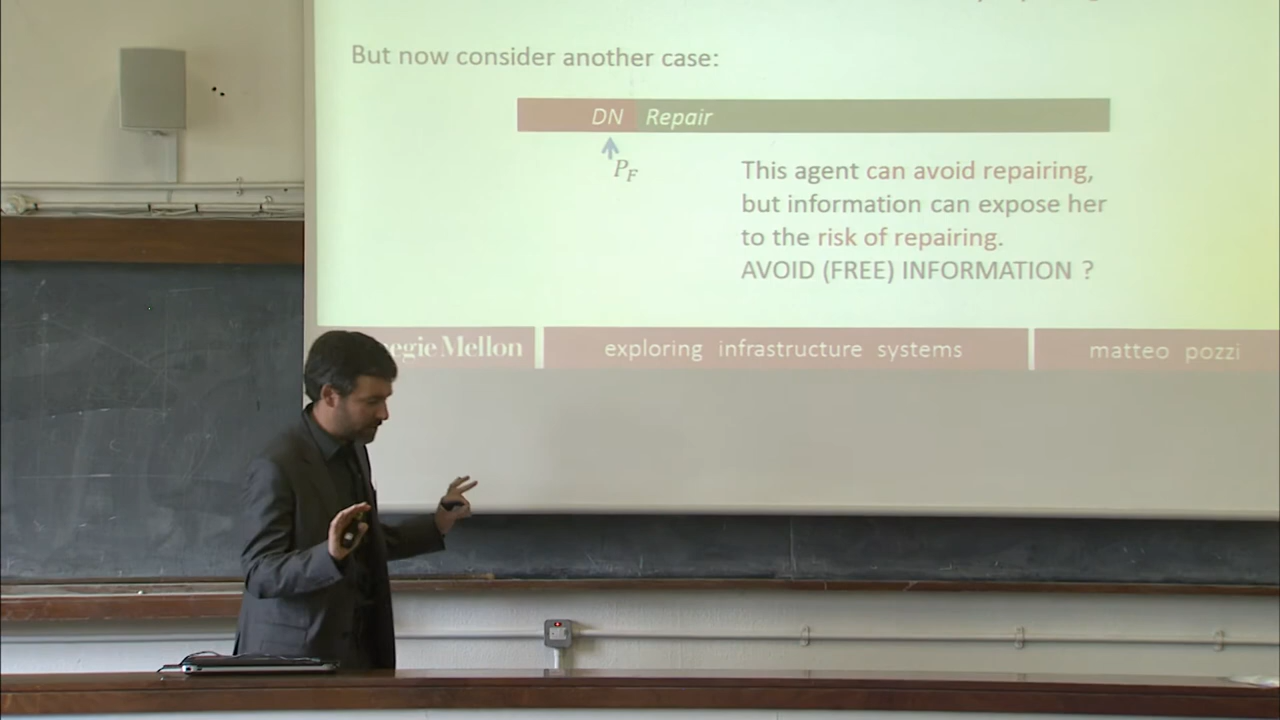 But now consider another case:
DN Repair
P_F
This agent can avoid repairing,
but information can expose her
to the risk of repairing.
AVOID (FREE) INFORMATION ?
egie Mellon
exploring infrastructure systems
matteo pozzi